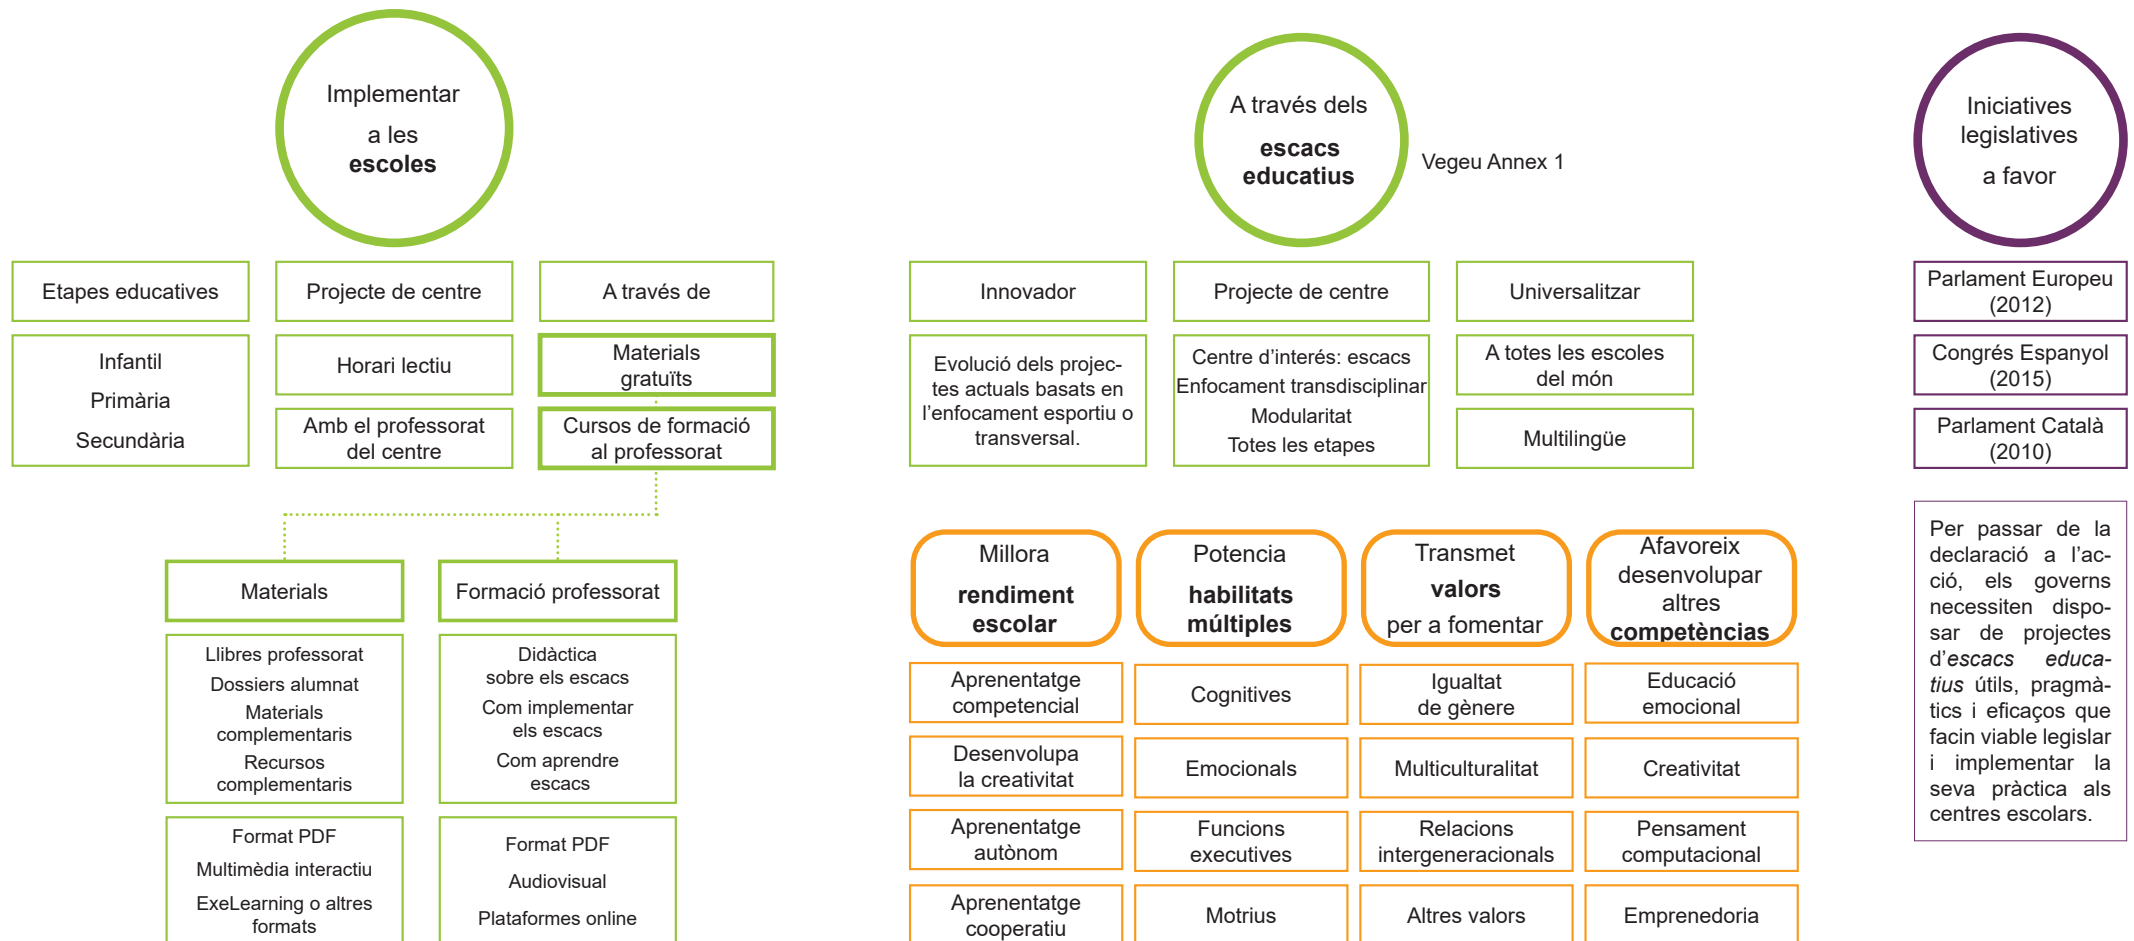 Implementar
a les
escoles
Etapes educatives
Infantil
Primària
Secundària
Projecte de centre
Horari lectiu
Amb el professorat
del centre
A través de
Materials
gratuïts
Cursos de formació
al professorat
Materials
Llibres professorat
Dossiers alumnat
Materials
complementaris
Recursos
complementaris
Format PDF
Multimèdia interactiu
ExeLearning o altres
formats
Formació professorat
Didàctica
sobre els escacs
Com implementar
els escacs
Com aprendre
escacs
Format PDF
Audiovisual
Plataformes online
A través dels
escacs
educatius
Vegeu Annex 1
Innovador
Evolució dels projec-
tes actuals basats en
l’enfocament esportiu o
transversal.
Projecte de centre
Centre d’interés: escacs
Enfocament transdisciplinar
Modularitat
Totes les etapes
Universalitzar
A totes les escoles
del món
Multilingüe
Millora
rendiment
escolar
Aprenentatge
competencial
Desenvolupa
la creativitat
Aprenentatge
autònom
Aprenentatge
cooperatiu
Potencia
habilitats
múltiples
Cognitives
Emocionals
Funcions
executives
Motrius
Transmet
valors
per a fomentar
Igualtat
de gènere
Multiculturalitat
Relacions
intergeneracionals
Altres valors
Afavoreix
desenvolupar
altres
competèncias
Educació
emocional
Creativitat
Pensament
computacional
Emprenedoria
Iniciatives
legislatives
a favor
Parlament Europeu
(2012)
Congrés Espanyol
(2015)
Parlament Català
(2010)
Per passar de la
declaració a l’ac-
ció, els governs
necessiten dispo-
sar de projectes
d’escacs educa-
tius útils, pragmà-
tics i eficaços que
facin viable legislar
i implementar la
seva pràctica als
centres escolars.